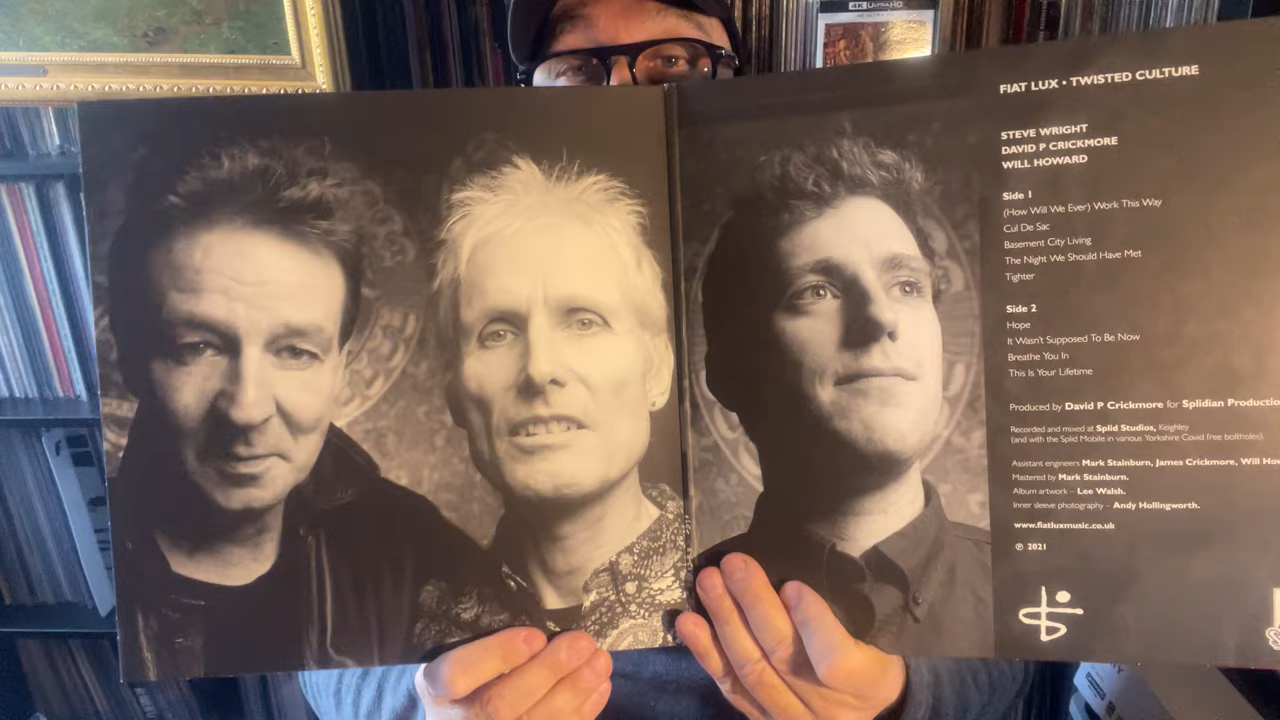 4K ULTRA HD
FIAT LUX • TWISTED CULTURE
STEVE WRIGHT
DAVID P CRICKMORE
WILL HOWARD
Side 1
(How Will We Ever) Work This Way
Cul De Sac
Basement City Living
The Night We Should Have Met
Tighter
Side 2
Hope
It Wasn't Supposed To Be Now
Breathe You In
This Is Your Lifetime
Produced by David P Crickmore for Splidian Productio
Recorded and mixed at Splid Studios, Keighley
(and with the Splid Mobile in various Yorkshire Covid free boltholes).
Assistant engineers Mark Stainburn, James Crickmore, Will How
Mastered by Mark Stainburn.
Album artwork – Lee Walsh.
Inner sleeve photography – Andy Hollingworth.
www.fiatluxmusic.co.uk
℗ 2021